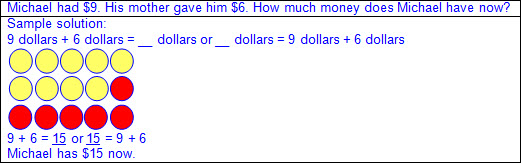 Michael had $9. His mother gave him $6. How much money does Michael have now?
Sample solution:
9 dollars + 6 dollars = __ dollars or __ dollars = 9 dollars + 6 dollars
9 + 6 = 15 or 15 = 9 + 6
Michael has $15 now.